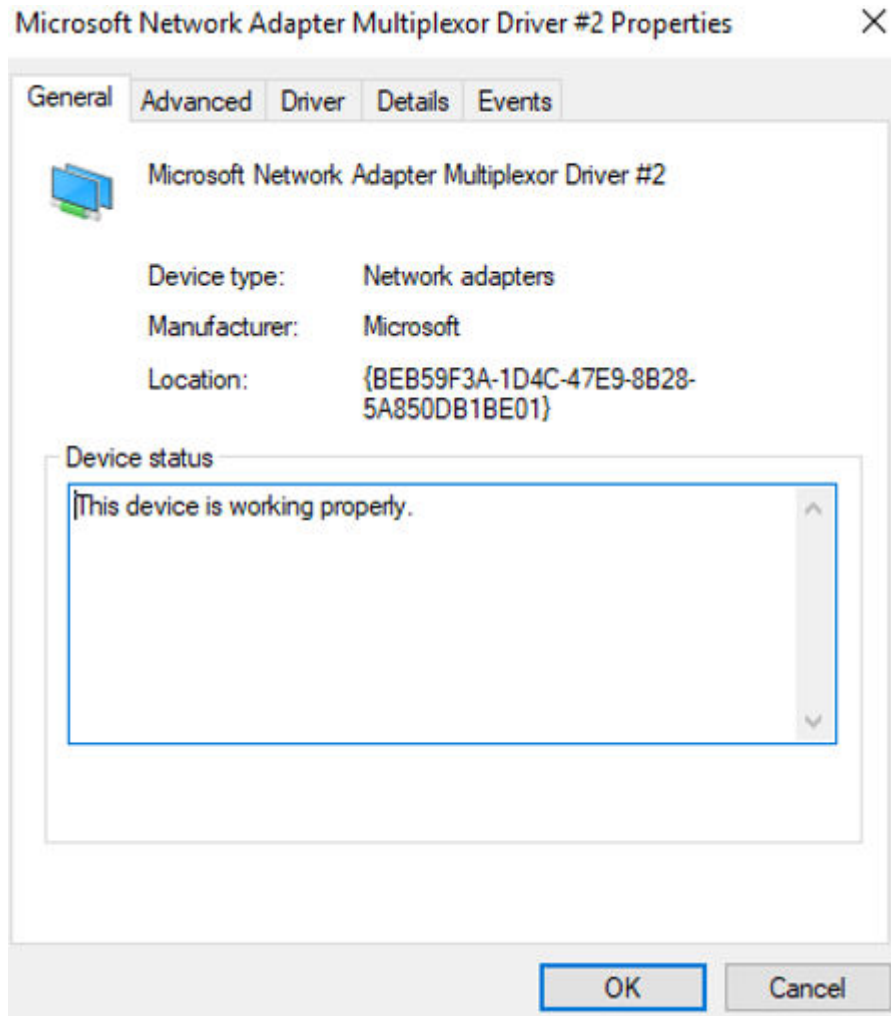 Microsoft Network Adapter Multiplexor Driver #2 Properties
General Advanced Driver Details Events
Microsoft Network Adapter Multiplexor Driver #2
Device type: Network adapters
Manufacturer: Microsoft
Location: {BEB59F3A-1D4C-47E9-8B28-
5A850DB1BE01}
Device status
This device is working properly.
OK Cancel